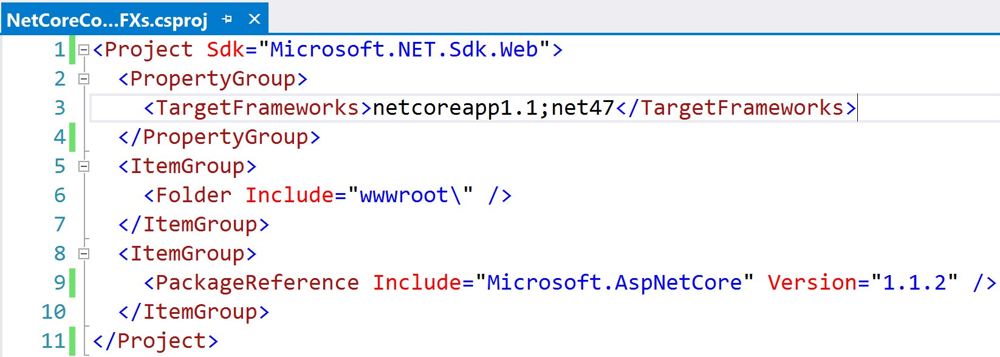 NetCoreCo...FXs.csproj
1 <Project Sdk="Microsoft.NET.Sdk.Web">
2 <PropertyGroup>
3 <TargetFrameworks>netcoreapp1.1;net47</TargetFrameworks>
4 </PropertyGroup>
5 <ItemGroup>
6 <Folder Include="wwwroot\" />
7 </ItemGroup>
8 <ItemGroup>
9 <PackageReference Include="Microsoft.AspNetCore" Version="1.1.2" />
10 </ItemGroup>
11 </Project>